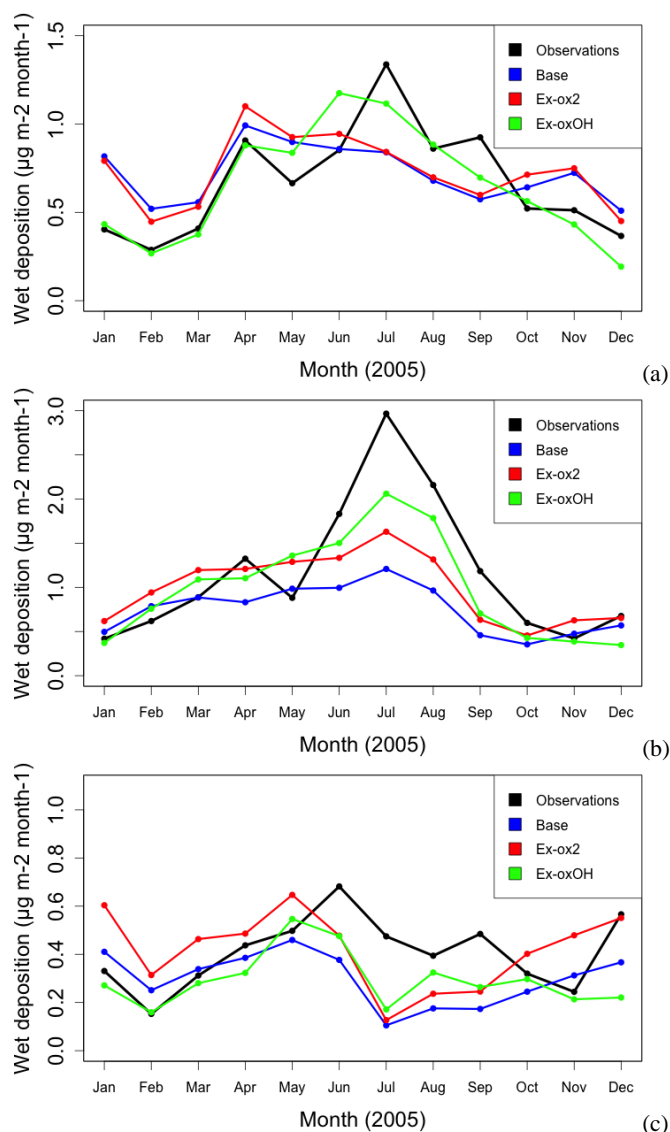 1.5
1.0
0.5
0.0
Wet deposition (µg m-2 month-1)
Observations
Base
Ex-ox2
Ex-oxOH
Jan Feb Mar Apr May Jun Jul Aug Sep Oct Nov Dec
Month (2005)
(a)
3.0
2.0
1.0
0.0
Wet deposition (µg m-2 month-1)
Observations
Base
Ex-ox2
Ex-oxOH
Jan Feb Mar Apr May Jun Jul Aug Sep Oct Nov Dec
Month (2005)
(b)
1.0
0.8
0.6
0.4
0.2
0.0
Wet deposition (µg m-2 month-1)
Observations
Base
Ex-ox2
Ex-oxOH
Jan Feb Mar Apr May Jun Jul Aug Sep Oct Nov Dec
Month (2005)
(c)